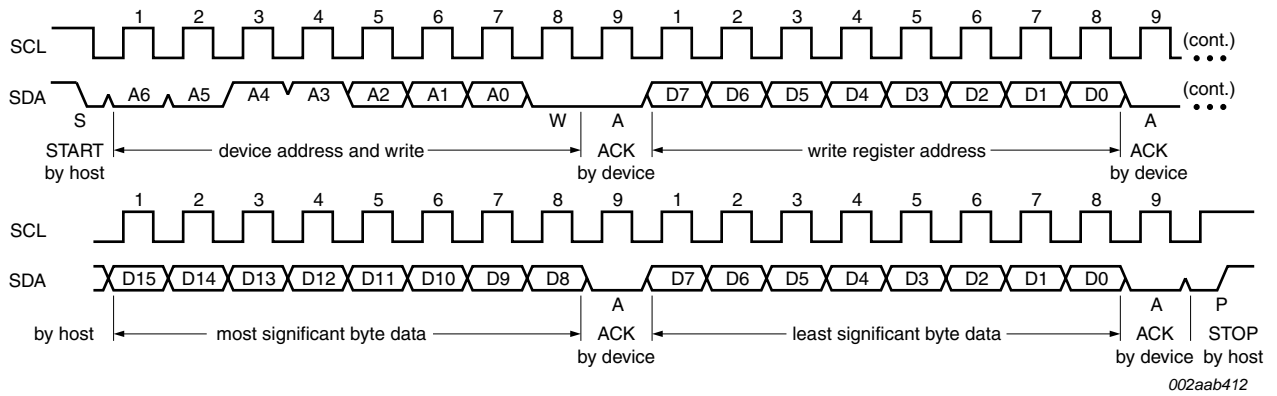 1 2 3 4 5 6 7 8 9 1 2 3 4 5 6 7 8 9
SCL (cont.)
SDA A6 A5 A4 A3 A2 A1 A0 D7 D6 D5 D4 D3 D2 D1 D0 (cont.)
S W A A
START device address and write ACK write register address ACK
by host by device by device
1 2 3 4 5 6 7 8 9 1 2 3 4 5 6 7 8 9
SCL
SDA D15 D14 D13 D12 D11 D10 D9 D8 D7 D6 D5 D4 D3 D2 D1 D0
A A P
by host most significant byte data ACK least significant byte data ACK STOP
by device by device by host
002aab412